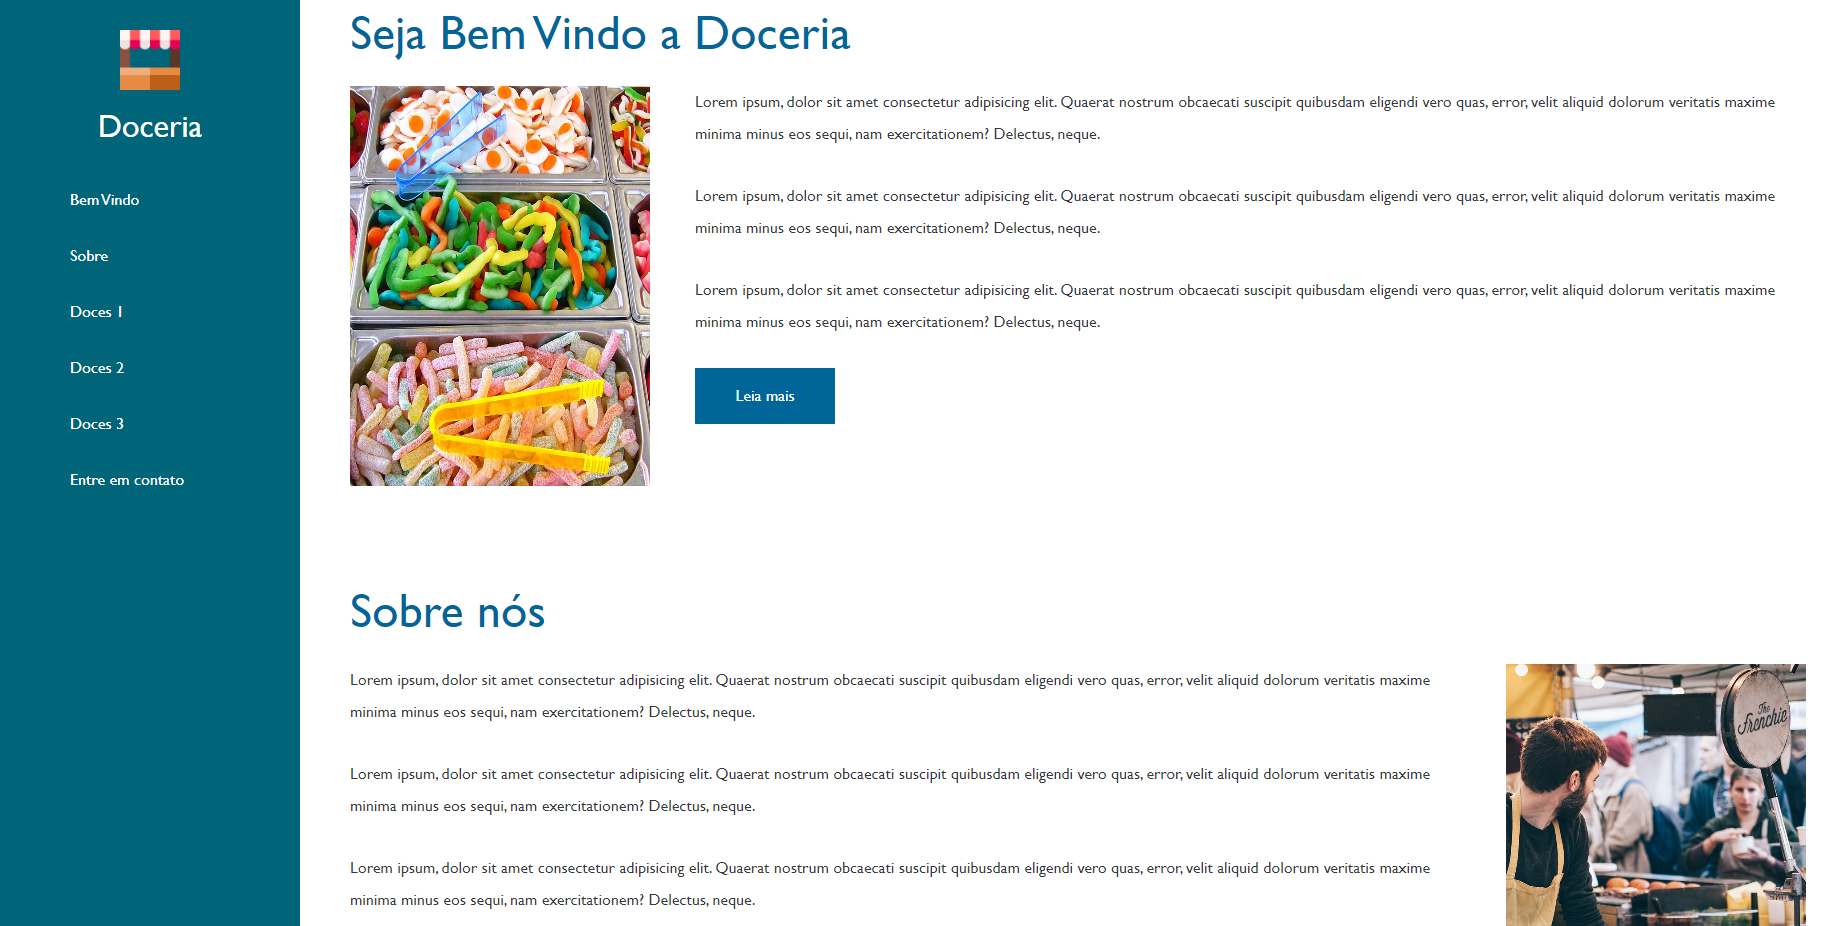 Doceria
Bem Vindo
Sobre
Doces 1
Doces 2
Doces 3
Entre em contato
Seja Bem Vindo a Doceria
Lorem ipsum, dolor sit amet consectetur adipisicing elit. Quaerat nostrum obcaecati suscipit quibusdam eligendi vero quas, error, velit aliquid dolorum veritatis maxime
minima minus eos sequi, nam exercitationem? Delectus, neque.
Lorem ipsum, dolor sit amet consectetur adipisicing elit. Quaerat nostrum obcaecati suscipit quibusdam eligendi vero quas, error, velit aliquid dolorum veritatis maxime
minima minus eos sequi, nam exercitationem? Delectus, neque.
Lorem ipsum, dolor sit amet consectetur adipisicing elit. Quaerat nostrum obcaecati suscipit quibusdam eligendi vero quas, error, velit aliquid dolorum veritatis maxime
minima minus eos sequi, nam exercitationem? Delectus, neque.
Leia mais
Sobre nós
Lorem ipsum, dolor sit amet consectetur adipisicing elit. Quaerat nostrum obcaecati suscipit quibusdam eligendi vero quas, error, velit aliquid dolorum veritatis maxime
minima minus eos sequi, nam exercitationem? Delectus, neque.
Lorem ipsum, dolor sit amet consectetur adipisicing elit. Quaerat nostrum obcaecati suscipit quibusdam eligendi vero quas, error, velit aliquid dolorum veritatis maxime
minima minus eos sequi, nam exercitationem? Delectus, neque.
Lorem ipsum, dolor sit amet consectetur adipisicing elit. Quaerat nostrum obcaecati suscipit quibusdam eligendi vero quas, error, velit aliquid dolorum veritatis maxime
minima minus eos sequi, nam exercitationem? Delectus, neque.
The
Frenchie